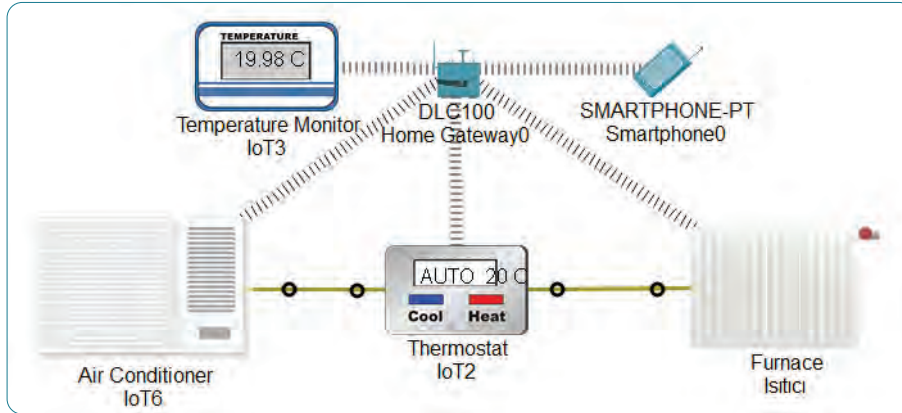 TEMPERATURE
19.98 C
Temperature Monitor
IoT3
DLC100
Home Gateway0
SMARTPHONE-PT
Smartphone0
AUTO 20 C
Cool Heat
Air Conditioner
IoT6
Thermostat
IoT2
Furnace
Isıtıcı